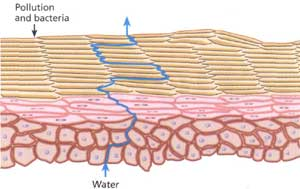 Pollution
and bacteria
Water